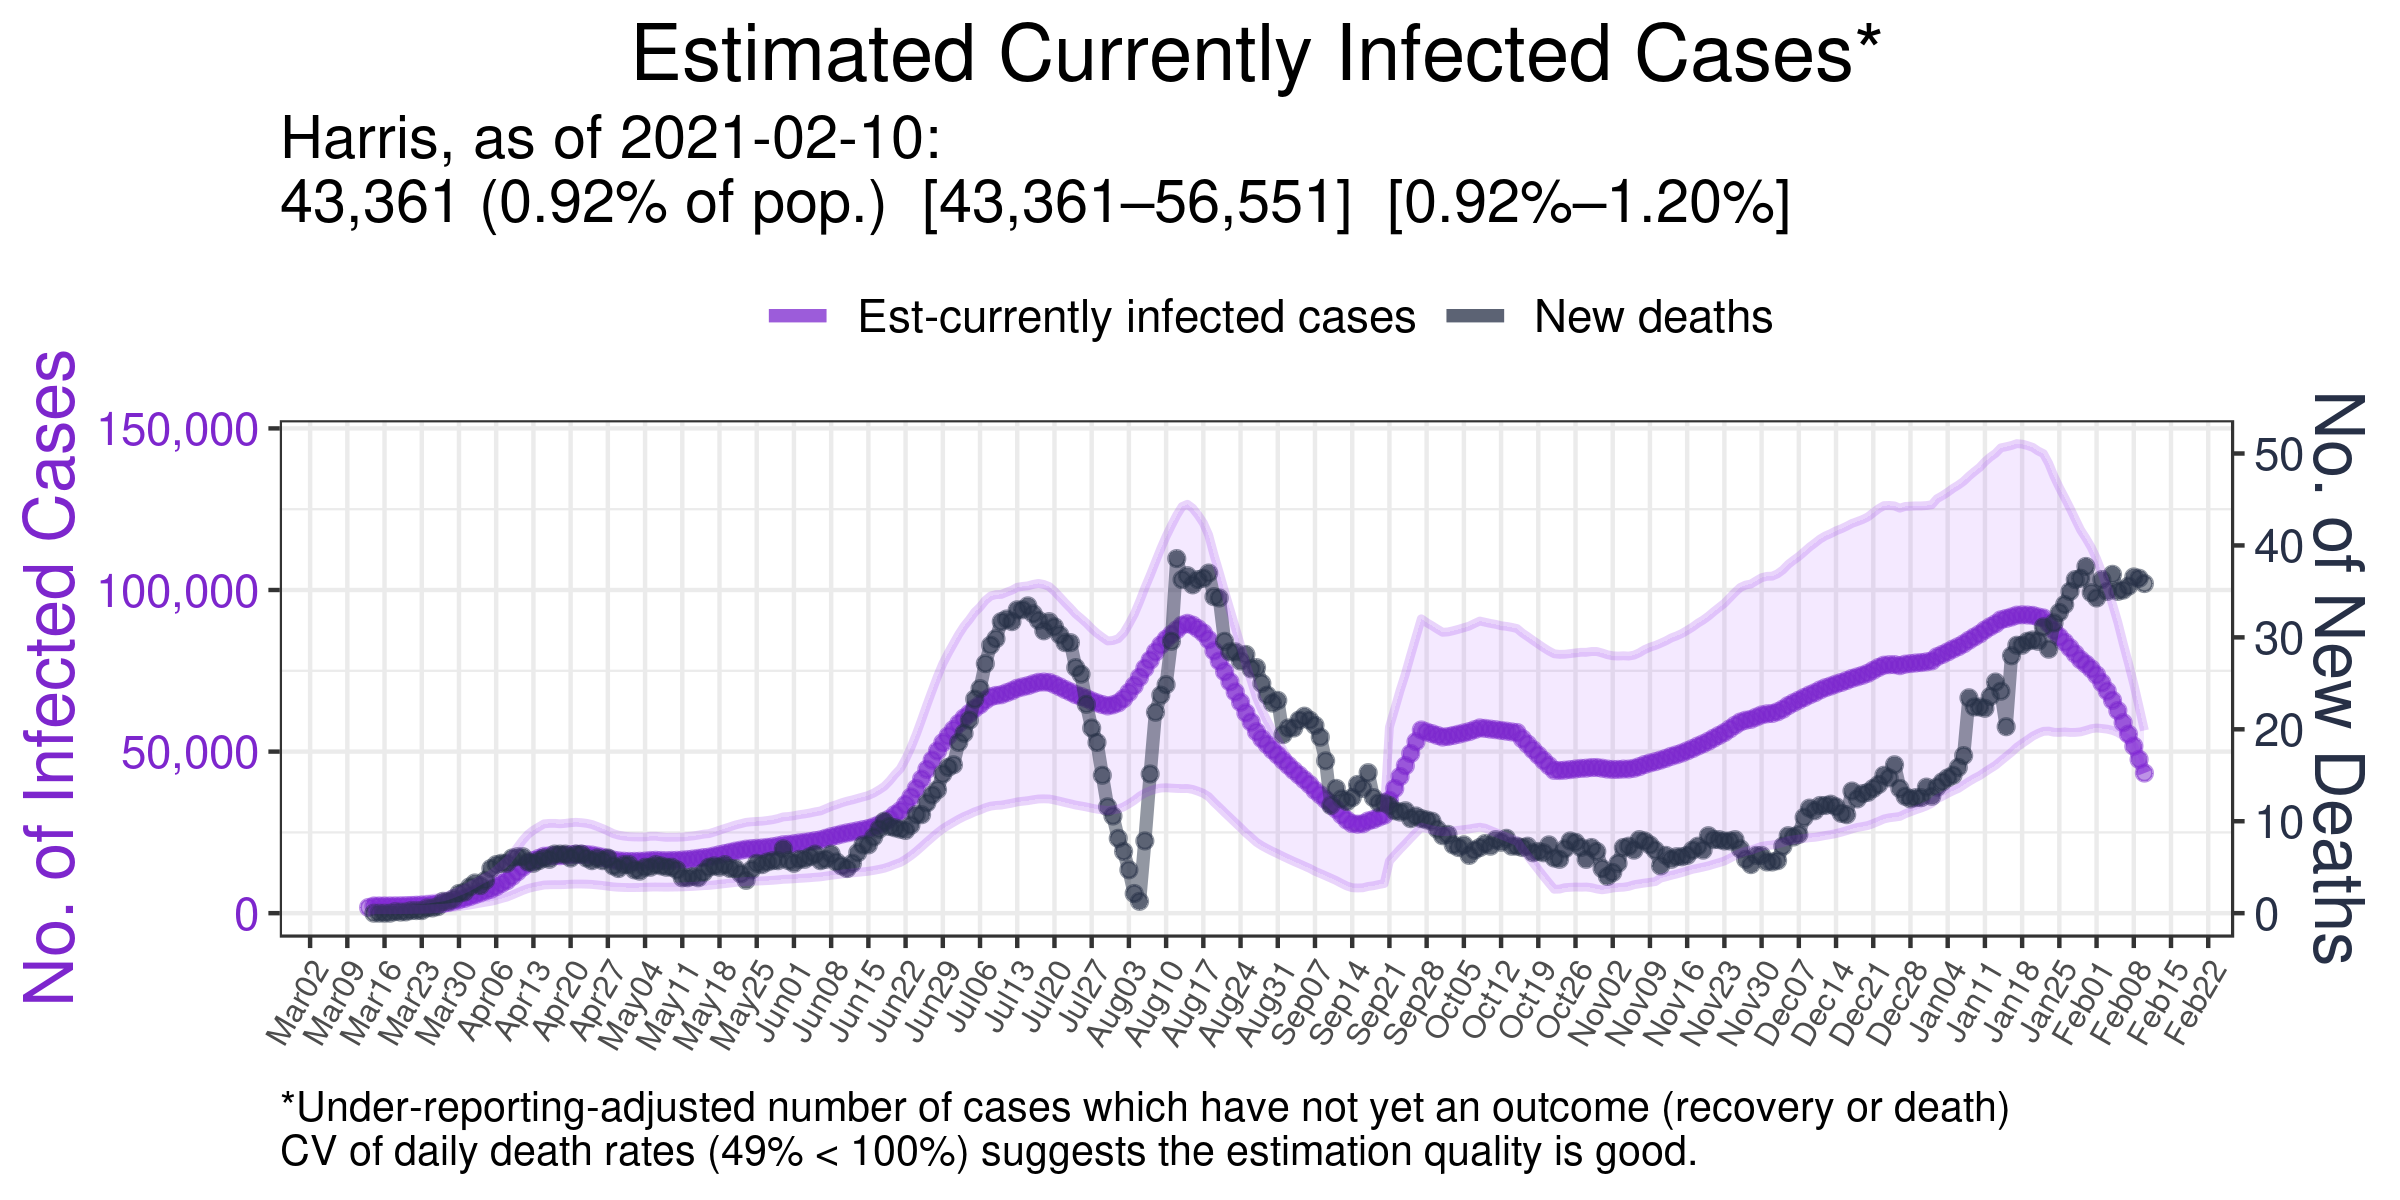 Estimated Currently Infected Cases*
Harris, as of 2021-02-10:
43,361 (0.92% of pop.) [43,361–56,551] [0.92%–1.20%]
Est-currently infected cases
New deaths
No. of Infected Cases
150,000
100,000
50,000
0
No. of New Deaths
50
40
30
20
10
0
Mar02
Mar09
Mar16
Mar23
Mar30
Apr06
Apr13
Apr20
Apr27
May04
May11
May18
May25
Jun01
Jun08
Jun15
Jun22
Jun29
Jul06
Jul13
Jul20
Jul27
Aug03
Aug10
Aug17
Aug24
Aug31
Sep07
Sep14
Sep21
Sep28
Oct05
Oct12
Oct19
Oct26
Nov02
Nov09
Nov16
Nov23
Nov30
Dec07
Dec14
Dec21
Dec28
Jan04
Jan11
Jan18
Jan25
Feb01
Feb08
Feb15
Feb22
*Under-reporting-adjusted number of cases which have not yet an outcome (recovery or death)
CV of daily death rates (49% < 100%) suggests the estimation quality is good.